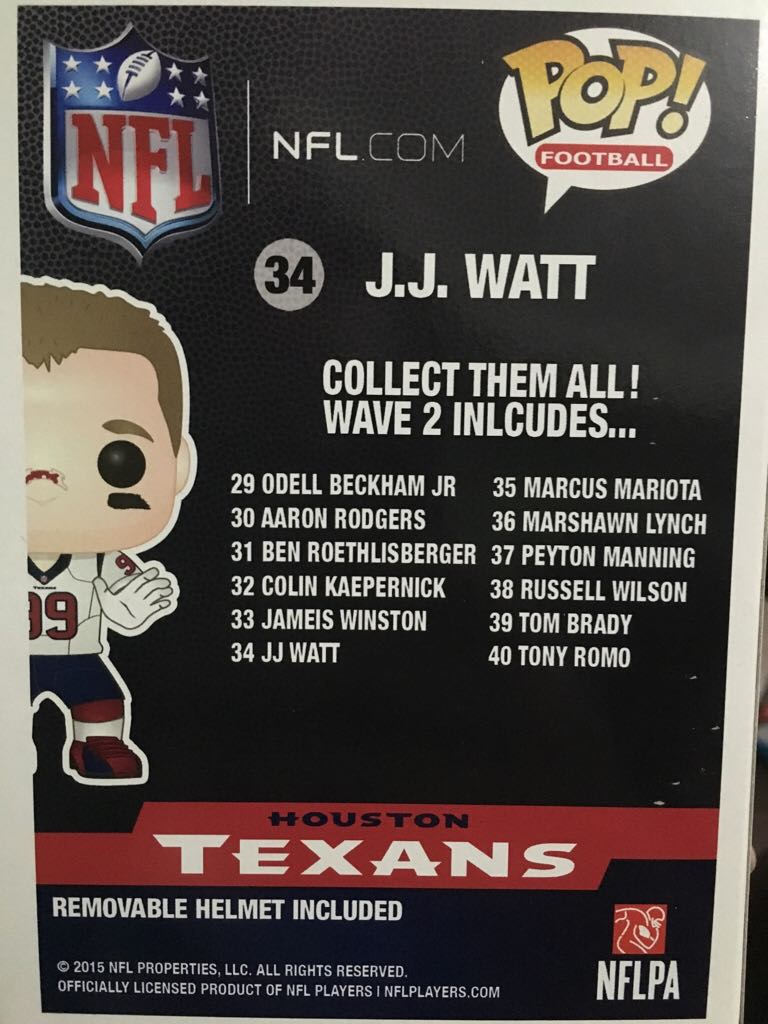 NFL
NFL.COM
POP!
FOOTBALL
34 J.J. WATT
COLLECT THEM ALL!
WAVE 2 INLCUDES...
29 ODELL BECKHAM JR
30 AARON RODGERS
31 BEN ROETHLISBERGER
32 COLIN KAEPERNICK
33 JAMEIS WINSTON
34 JJ WATT
35 MARCUS MARIOTA
36 MARSHAWN LYNCH
37 PEYTON MANNING
38 RUSSELL WILSON
39 TOM BRADY
40 TONY ROMO
9
TEXANS
99
HOUSTON
TEXANS
REMOVABLE HELMET INCLUDED
© 2015 NFL PROPERTIES, LLC. ALL RIGHTS RESERVED.
OFFICIALLY LICENSED PRODUCT OF NFL PLAYERS | NFLPLAYERS.COM
NFLPA